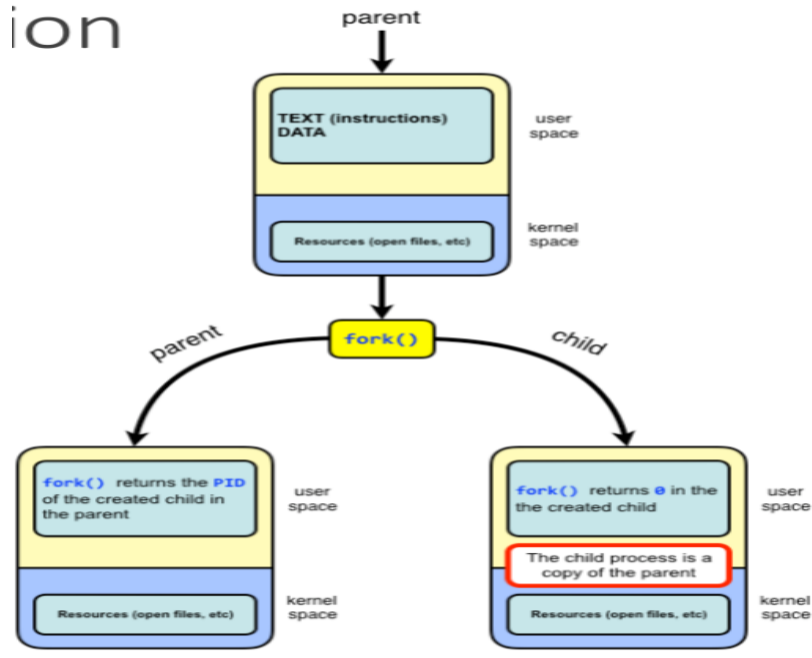 ion
parent
TEXT (instructions)
DATA
user
space
Resources (open files, etc)
kernel
space
fork()
parent
child
fork() returns the PID
of the created child in
the parent
user
space
Resources (open files, etc)
kernel
space
fork() returns 0 in the
the created child
user
space
The child process is a
copy of the parent
Resources (open files, etc)
kernel
space